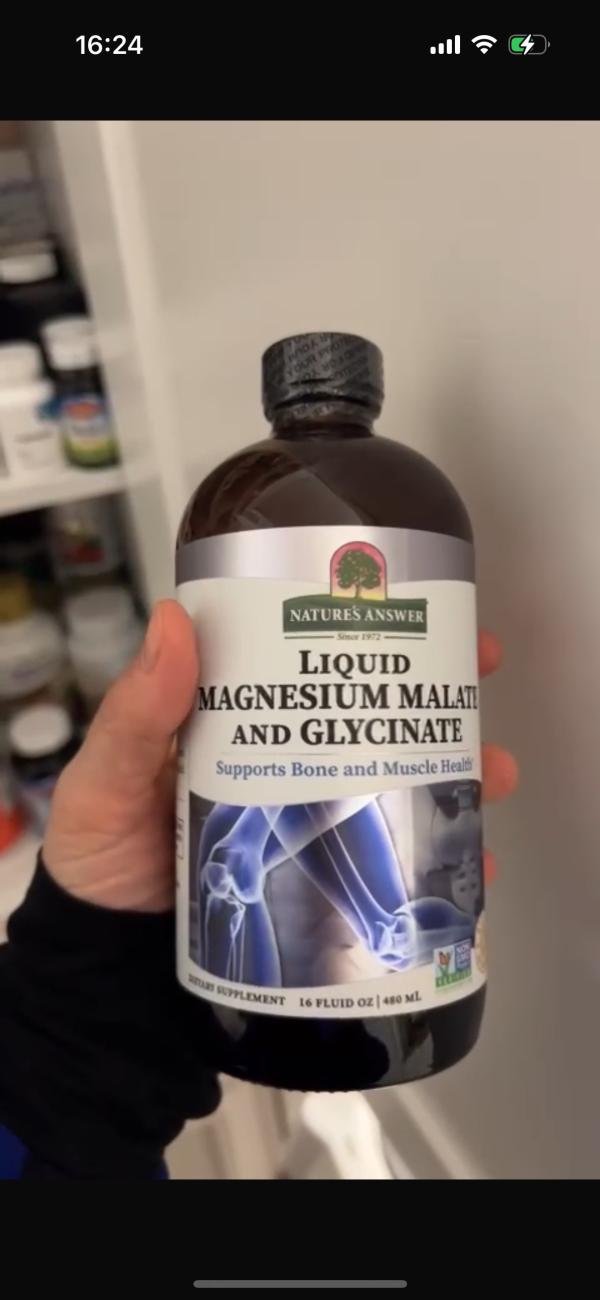 16:24
NATURE'S ANSWER
Since 1972
LIQUID
MAGNESIUM MALATE
AND GLYCINATE
Supports Bone and Muscle Health
DIETARY SUPPLEMENT 16 FLUID OZ | 480 ML
NON